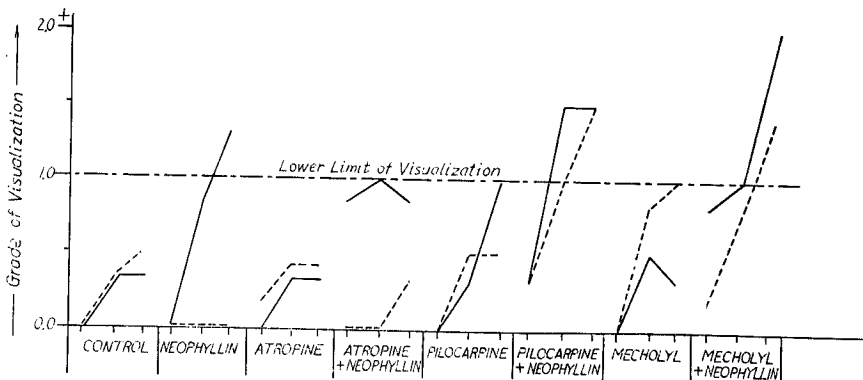 ±
2,0
1,0
0,0
Grade of Visualization
Lower Limit of Visualization
CONTROL
NEOPHYLLIN
ATROPINE
ATROPINE
+NEOPHYLLIN
PILOCARPINE
PILOCARPINE
+NEOPHYLLIN
MECHOLYL
MECHOLYL
+NEOPHYLLIN